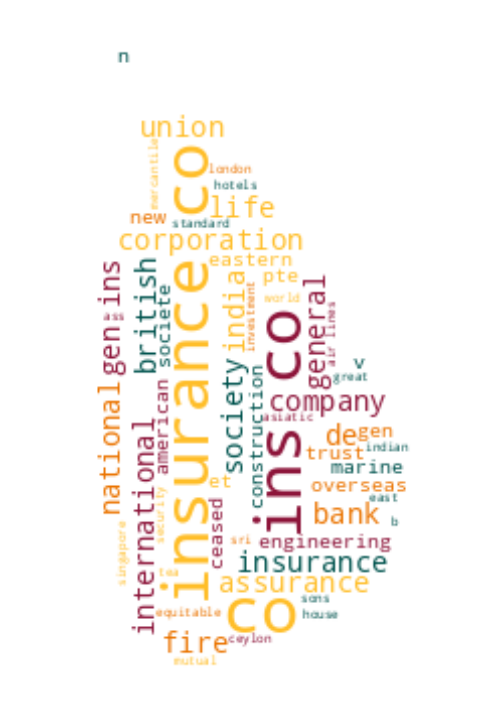 n
union
mercantile
co
london
hotels
life
new
standard
corporation
eastern
ins
british
insurance
pte
india
investment
world
general
societe
air lines
ass
gen
ins co
v
great
society
construction
american
national
company
asiatic
de
gen
indian
trust
marine
international
et
overseas
east
security
bank
b
ceased
singapore
sri
engineering
insurance
tea
assurance
equitable
co
sons
house
fire
ceylon
mutual